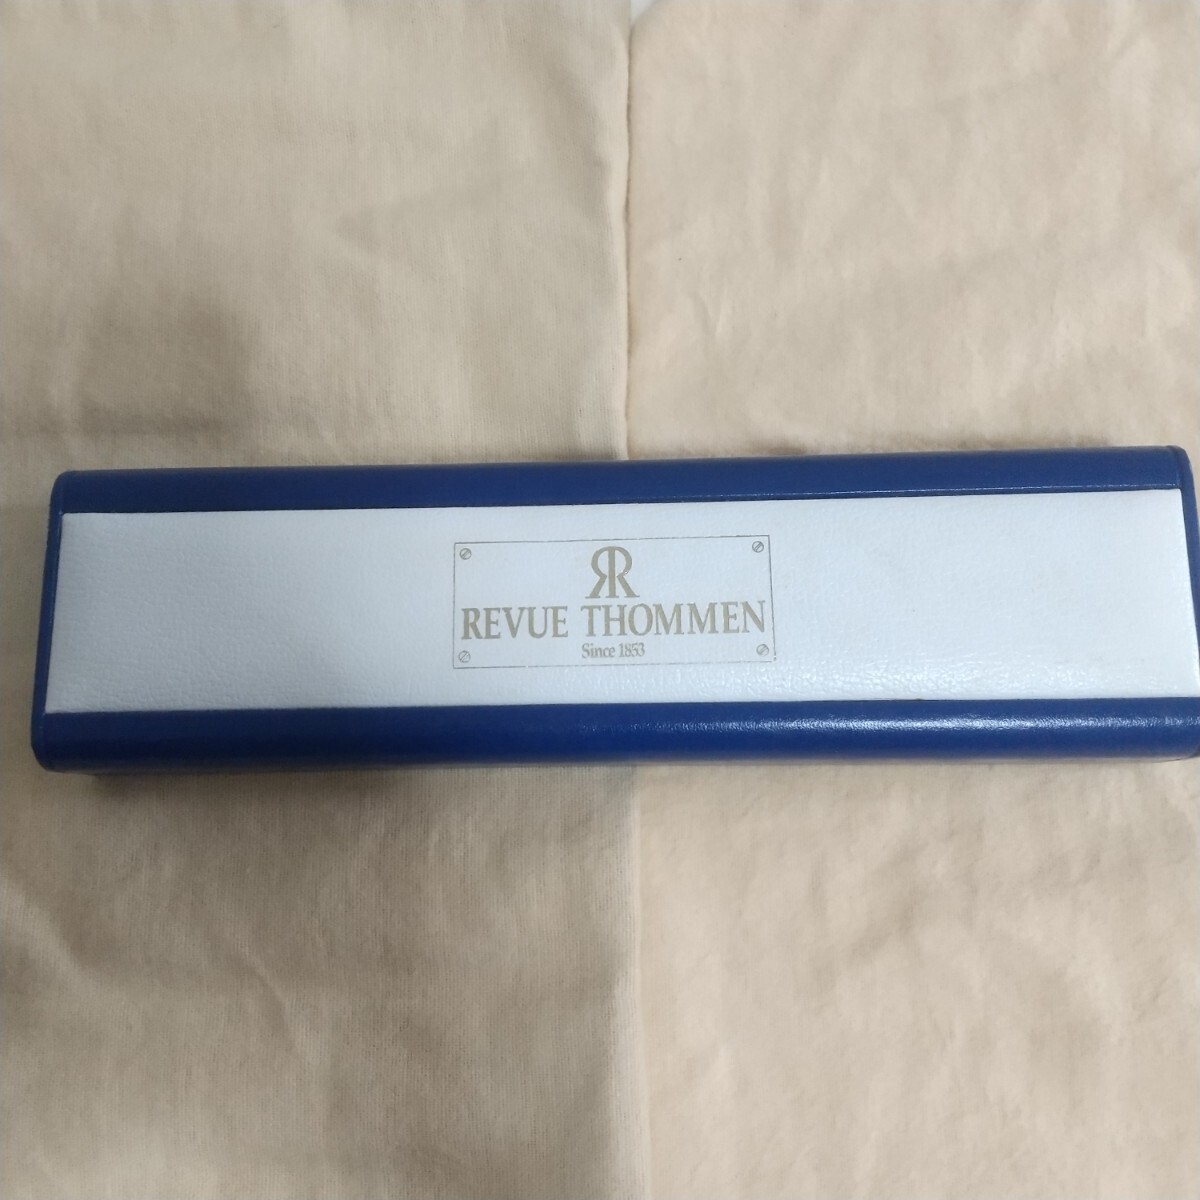 RR
REVUE THOMMEN
Since 1853